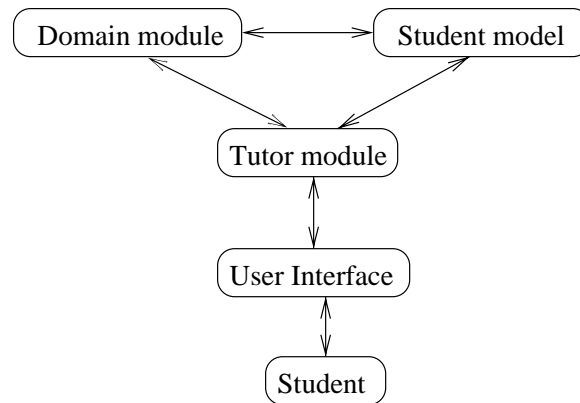 Domain module
Student model
Tutor module
User Interface
Student